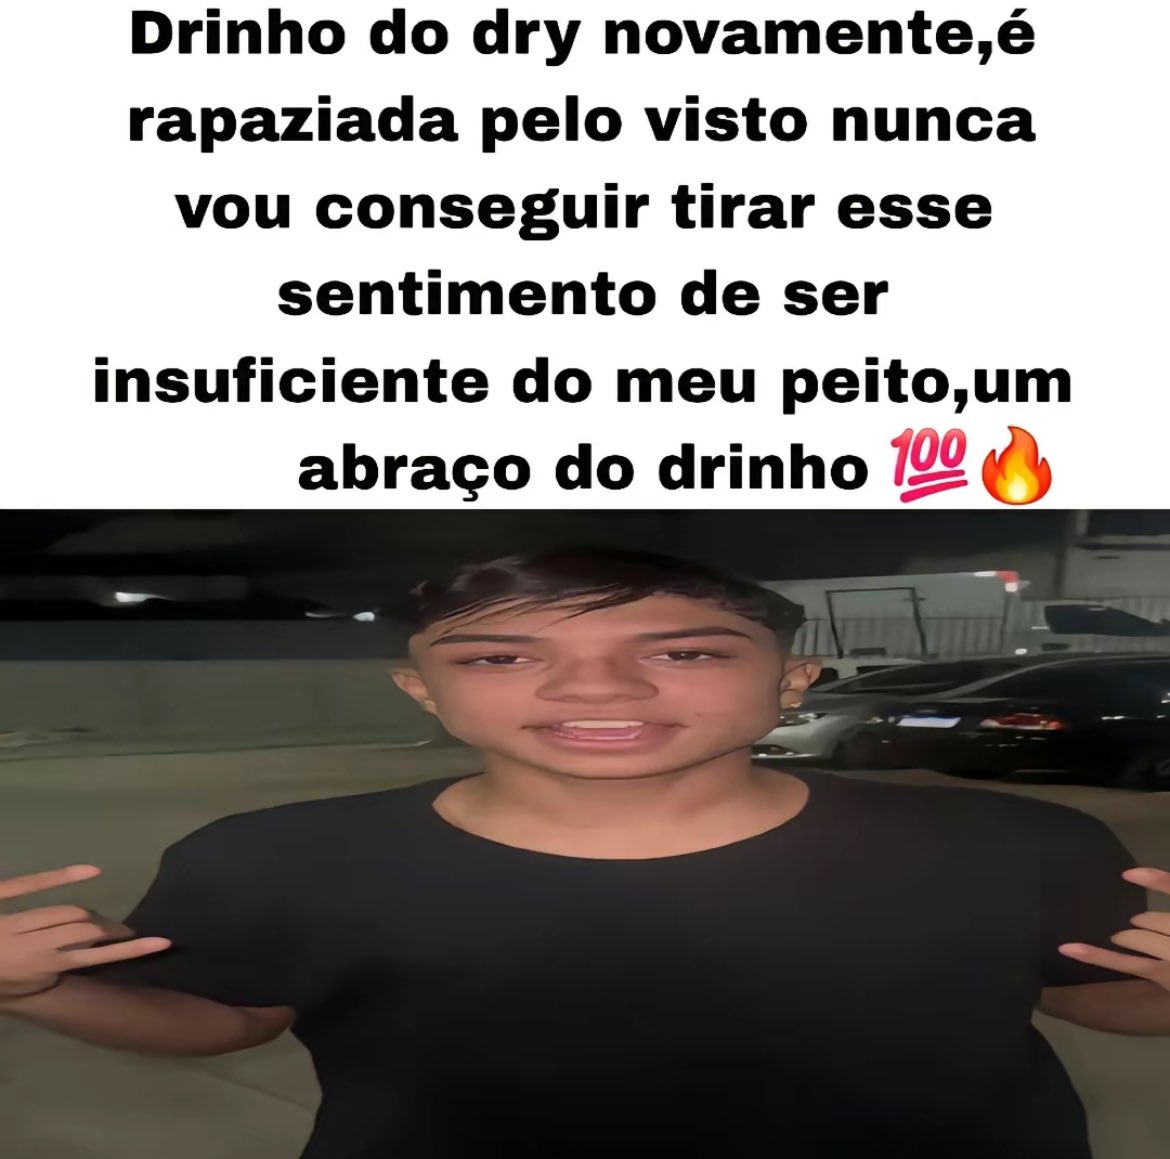 Drinho do dry novamente,é
rapaziada pelo visto nunca
vou conseguir tirar esse
sentimento de ser
insuficiente do meu peito,um
abraço do drinho 💯🔥